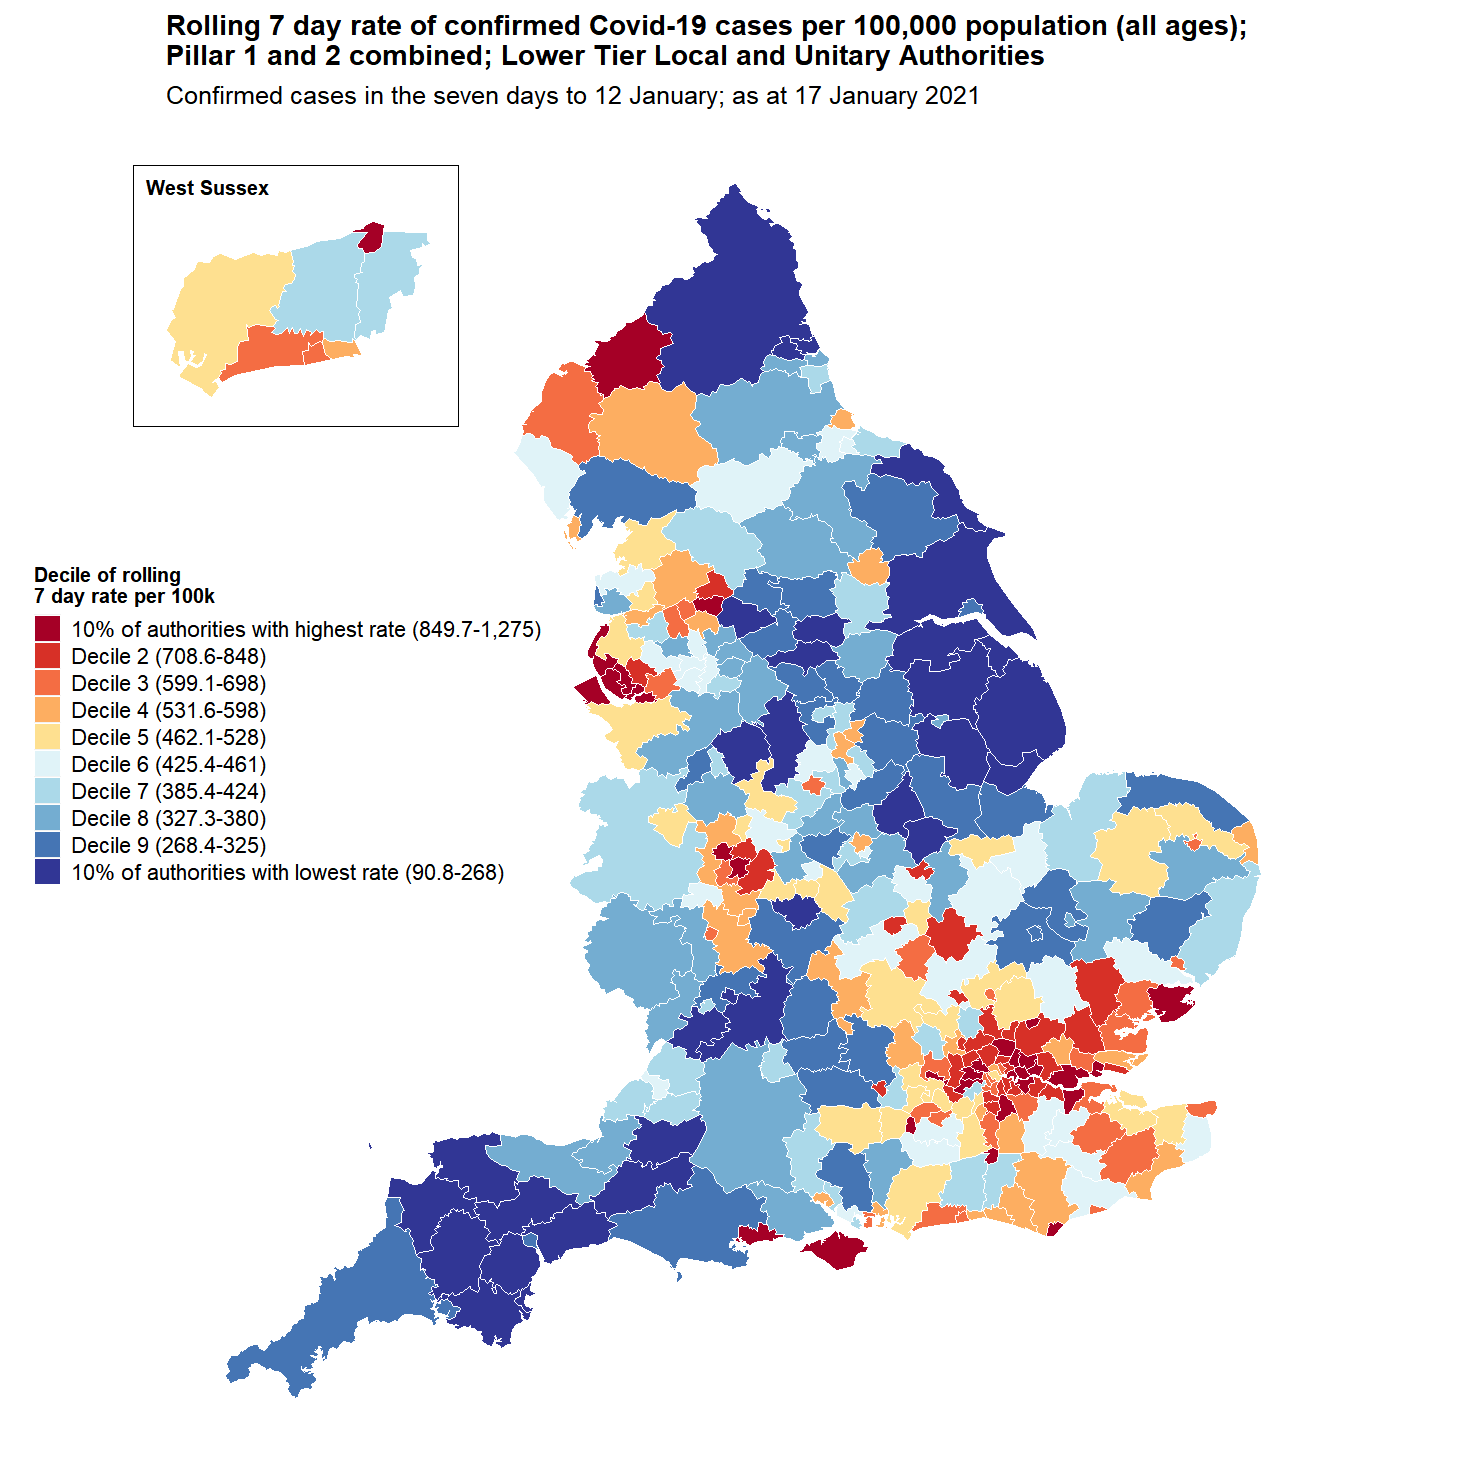 Rolling 7 day rate of confirmed Covid-19 cases per 100,000 population (all ages);
Pillar 1 and 2 combined; Lower Tier Local and Unitary Authorities
Confirmed cases in the seven days to 12 January; as at 17 January 2021
West Sussex
Decile of rolling
7 day rate per 100k
10% of authorities with highest rate (849.7-1,275)
Decile 2 (708.6-848)
Decile 3 (599.1-698)
Decile 4 (531.6-598)
Decile 5 (462.1-528)
Decile 6 (425.4-461)
Decile 7 (385.4-424)
Decile 8 (327.3-380)
Decile 9 (268.4-325)
10% of authorities with lowest rate (90.8-268)